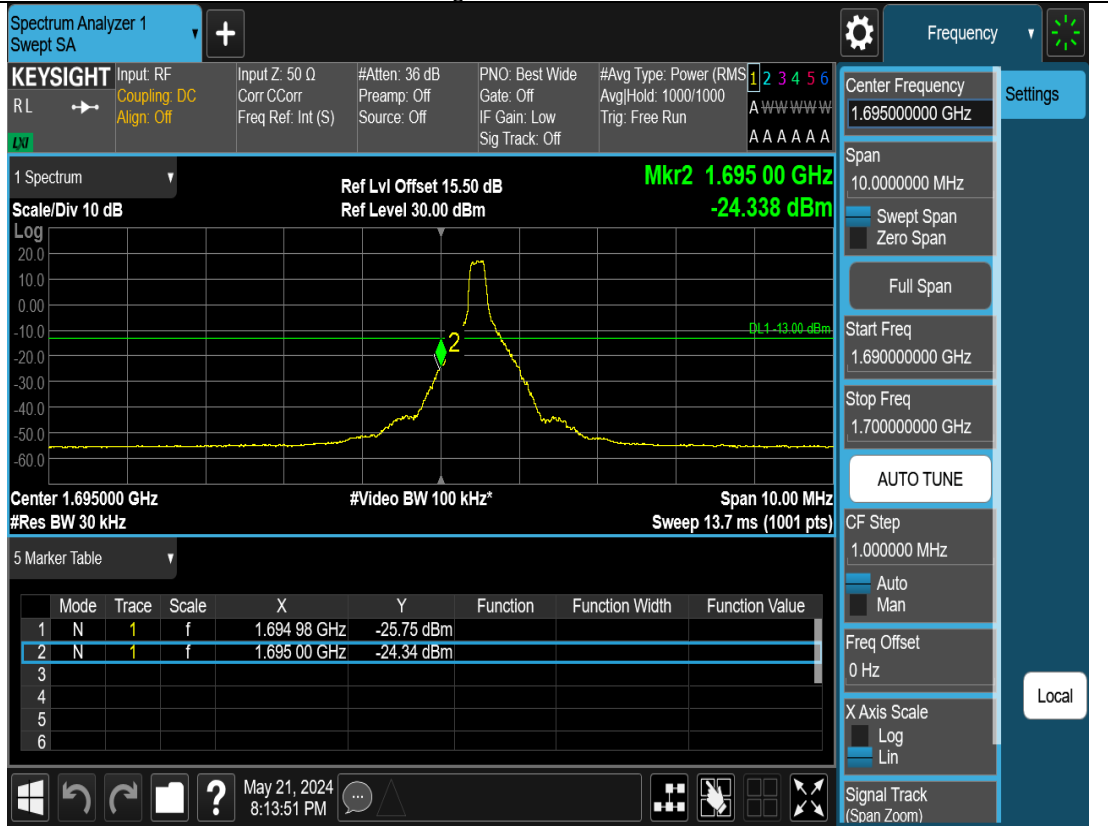 Spectrum Analyzer 1
Swept SA
+
Frequency
KEYSIGHT
RL
LXI
Input: RF
Coupling: DC
Align: Off
Input Z: 50 Ω
Corr CCorr
Freq Ref: Int (S)
#Atten: 36 dB
Preamp: Off
Source: Off
PNO: Best Wide
Gate: Off
IF Gain: Low
Sig Track: Off
#Avg Type: Power (RMS
Avg|Hold: 1000/1000
Trig: Free Run
1 2 3 4 5 6
A W W W W W
A A A A A A
1 Spectrum
Scale/Div 10 dB
Ref Lvl Offset 15.50 dB
Ref Level 30.00 dBm
Mkr2 1.695 00 GHz
-24.338 dBm
Log
20.0
10.0
0.00
-10.0
-20.0
-30.0
-40.0
-50.0
-60.0
DL1 -13.00 dBm
2
Center 1.695000 GHz
#Video BW 100 kHz*
Span 10.00 MHz
#Res BW 30 kHz
Sweep 13.7 ms (1001 pts)
5 Marker Table
Mode Trace Scale X Y Function Function Width Function Value
1 N 1 f 1.694 98 GHz -25.75 dBm
2 N 1 f 1.695 00 GHz -24.34 dBm
3
4
5
6
May 21, 2024
8:13:51 PM
?
Center Frequency
1.695000000 GHz
Settings
Span
10.0000000 MHz
Swept Span
Zero Span
Full Span
Start Freq
1.690000000 GHz
Stop Freq
1.700000000 GHz
AUTO TUNE
CF Step
1.000000 MHz
Auto
Man
Freq Offset
0 Hz
Local
X Axis Scale
Log
Lin
Signal Track
(Span Zoom)